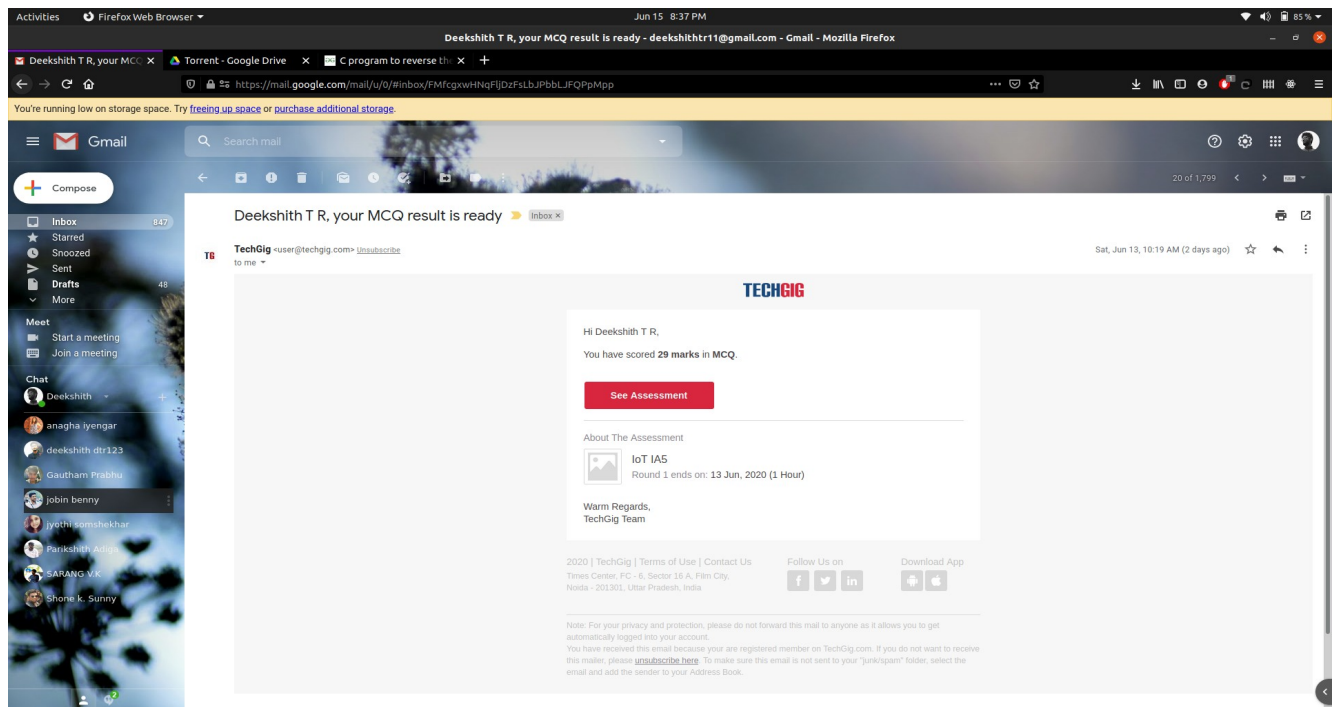 Activities Firefox Web Browser Jun 15 8:37 PM 85 %
Deekshith T R, your MCQ result is ready - deekshithtr11@gmail.com - Gmail - Mozilla Firefox
Deekshith T R, your MC Torrent - Google Drive C program to reverse th
https://mail.google.com/mail/u/0/#inbox/FMfcgxwHNqFljDzFsLbJPbbLJFQPpMpp
You're running low on storage space. Try freeing up space or purchase additional storage.
Gmail
Search mail
Compose
20 of 1,799
Inbox 847
Starred
Snoozed
Sent
Drafts 48
More
Meet
Start a meeting
Join a meeting
Chat
Deekshith
anagha iyengar
deekshith dtr123
Gautham Prabhu
jobin benny
jyothi somshekhar
Parikshith Adiga
SARANG V.K
Shone k. Sunny
2
Deekshith T R, your MCQ result is ready Inbox x
TG
TechGig <user@techgig.com> Unsubscribe Sat, Jun 13, 10:19 AM (2 days ago)
to me
TECHGIG
Hi Deekshith T R,
You have scored 29 marks in MCQ.
See Assessment
About The Assessment
IoT IA5
Round 1 ends on: 13 Jun, 2020 (1 Hour)
Warm Regards,
TechGig Team
2020 | TechGig | Terms of Use | Contact Us
Times Center, FC - 6, Sector 16 A, Film City,
Noida - 201301, Uttar Pradesh, India
Follow Us on
f in
Download App
Note: For your privacy and protection, please do not forward this mail to anyone as it allows you to get
automatically logged into your account.
You have received this email because your are registered member on TechGig.com. If you do not want to receive
this mailer, please unsubscribe here. To make sure this email is not sent to your "junk/spam" folder, select the
email and add the sender to your Address Book.